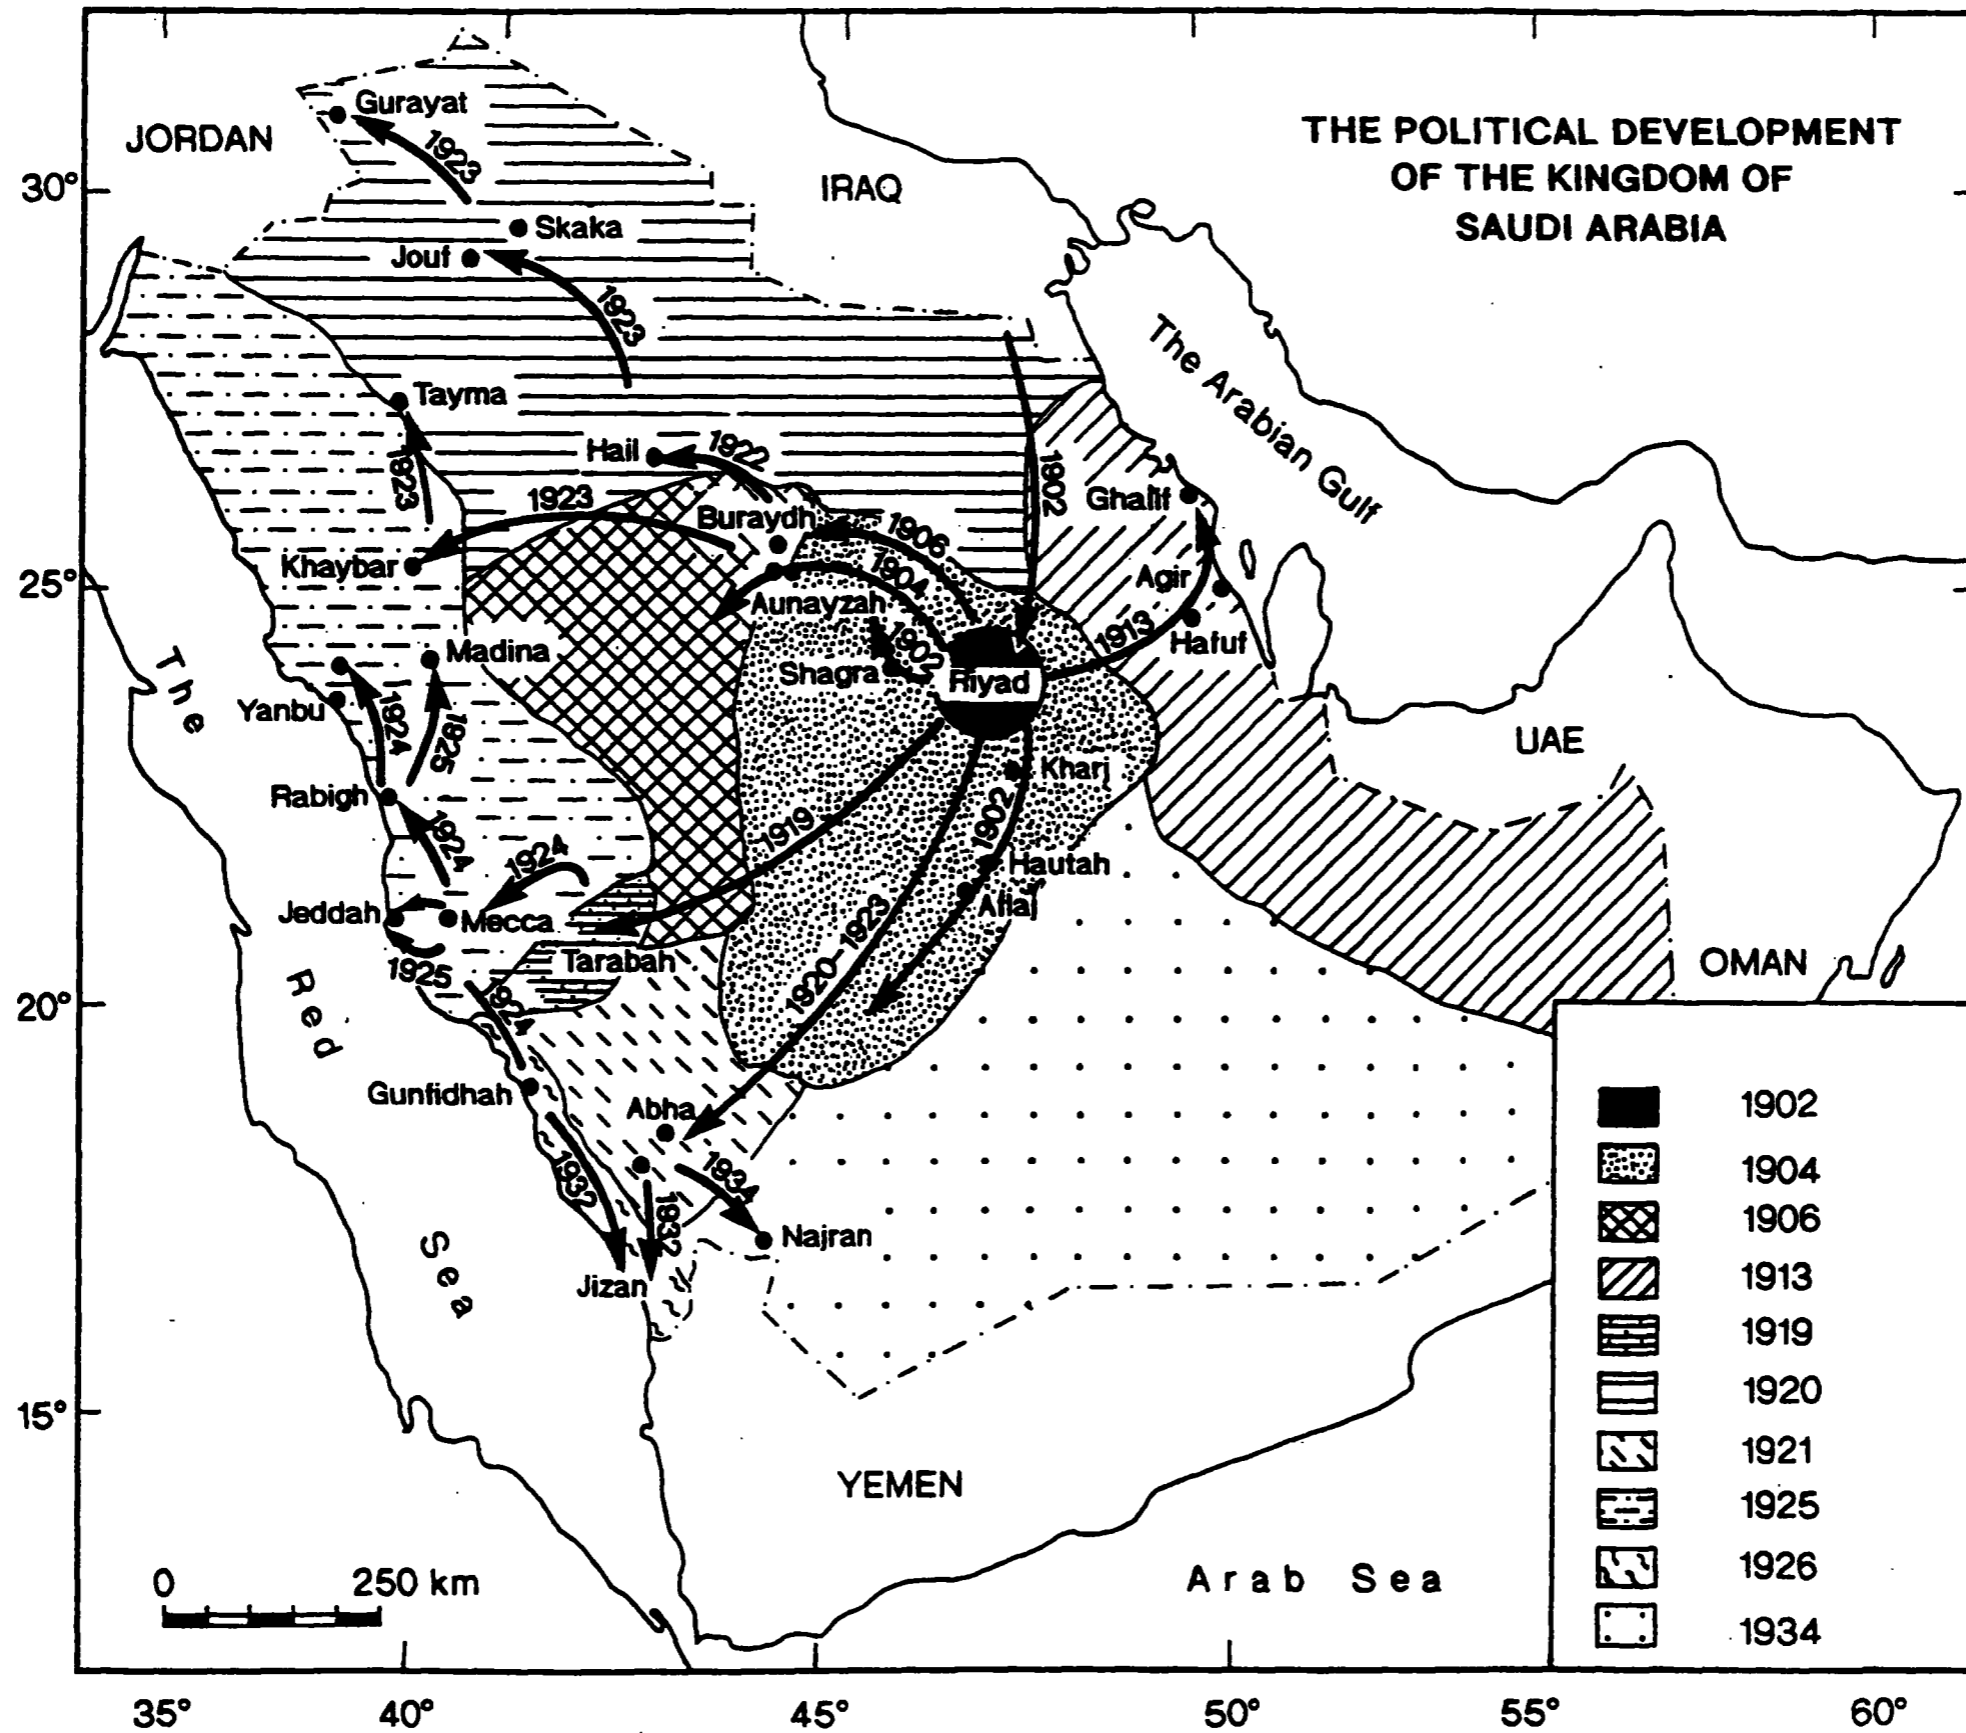 THE POLITICAL DEVELOPMENT
OF THE KINGDOM OF
SAUDI ARABIA
JORDAN
IRAQ
UAE
OMAN
YEMEN
The Arabian Gulf
The Red Sea
Arab Sea
Gurayat
1923
Skaka
Jouf
1923
Tayma
1923
Hail
1922
1923
Buraydh
1906
1902
Ghalif
Khaybar
1904
Agir
Aunayzah
1902
1913
Hafuf
Madina
Shagra
Riyad
Yanbu
1924
1925
Kharj
Rabigh
1924
1924
1919
1902
Hautah
Jeddah
Mecca
Aflaj
1925
Tarabah
1920-1923
1924
Gunfidhah
Abha
1932
1934
1932
Najran
Jizan
30°
25°
20°
15°
35°
40°
45°
50°
55°
60°
0 250 km
1902
1904
1906
1913
1919
1920
1921
1925
1926
1934